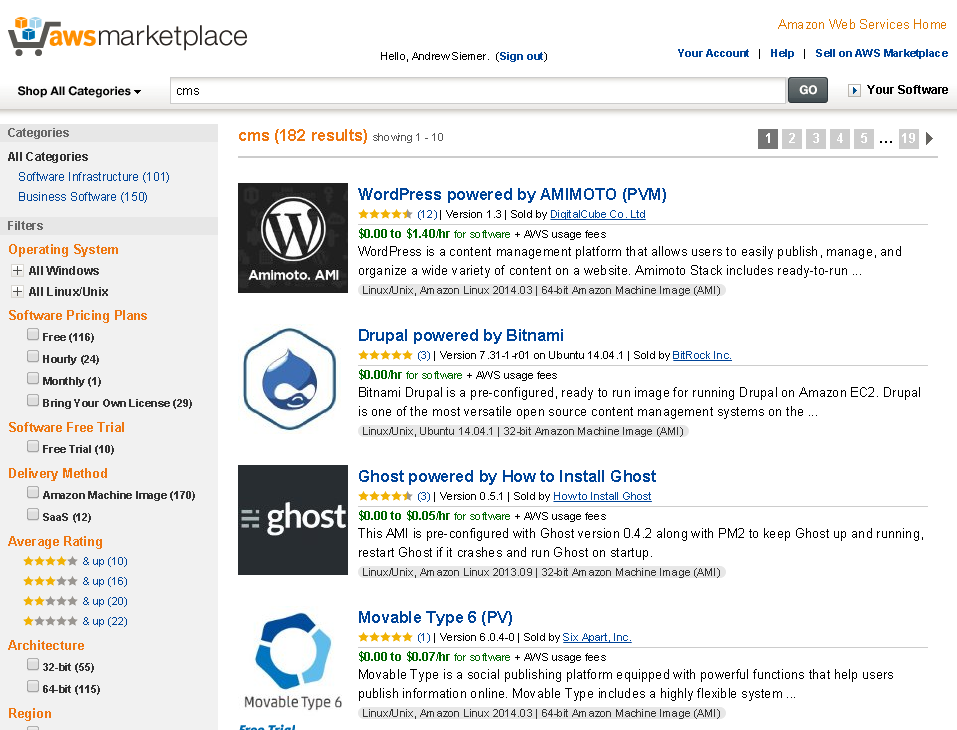 awsmarketplace
Amazon Web Services Home
Hello, Andrew Siemer. (Sign out)
Your Account | Help | Sell on AWS Marketplace
Shop All Categories
cms
GO
Your Software
Categories
All Categories
Software Infrastructure (101)
Business Software (150)
Filters
Operating System
All Windows
All Linux/Unix
Software Pricing Plans
Free (116)
Hourly (24)
Monthly (1)
Bring Your Own License (29)
Software Free Trial
Free Trial (10)
Delivery Method
Amazon Machine Image (170)
SaaS (12)
Average Rating
& up (10)
& up (16)
& up (20)
& up (22)
Architecture
32-bit (55)
64-bit (115)
Region
cms (182 results) showing 1 - 10
1 2 3 4 5 ... 19
Amimoto. AMI
WordPress powered by AMIMOTO (PVM)
(12) | Version 1.3 | Sold by DigitalCube Co. Ltd
$0.00 to $1.40/hr for software + AWS usage fees
WordPress is a content management platform that allows users to easily publish, manage, and
organize a wide variety of content on a website. Amimoto Stack includes ready-to-run ...
Linux/Unix, Amazon Linux 2014.03 | 64-bit Amazon Machine Image (AMI)
Drupal powered by Bitnami
(3) | Version 7.31-1-r01 on Ubuntu 14.04.1 | Sold by BitRock Inc.
$0.00/hr for software + AWS usage fees
Bitnami Drupal is a pre-configured, ready to run image for running Drupal on Amazon EC2. Drupal
is one of the most versatile open source content management systems on the ...
Linux/Unix, Ubuntu 14.04.1 | 32-bit Amazon Machine Image (AMI)
ghost
Ghost powered by How to Install Ghost
(3) | Version 0.5.1 | Sold by How to Install Ghost
$0.00 to $0.05/hr for software + AWS usage fees
This AMI is pre-configured with Ghost version 0.4.2 along with PM2 to keep Ghost up and running,
restart Ghost if it crashes and run Ghost on startup.
Linux/Unix, Amazon Linux 2013.09 | 32-bit Amazon Machine Image (AMI)
Movable Type 6
Movable Type 6 (PV)
(1) | Version 6.0.4-0 | Sold by Six Apart, Inc.
$0.00 to $0.07/hr for software + AWS usage fees
Movable Type is a social publishing platform equipped with powerful functions that help users
publish information online. Movable Type includes a highly flexible system ...
Linux/Unix, Amazon Linux 2014.03 | 64-bit Amazon Machine Image (AMI)
Free Trial